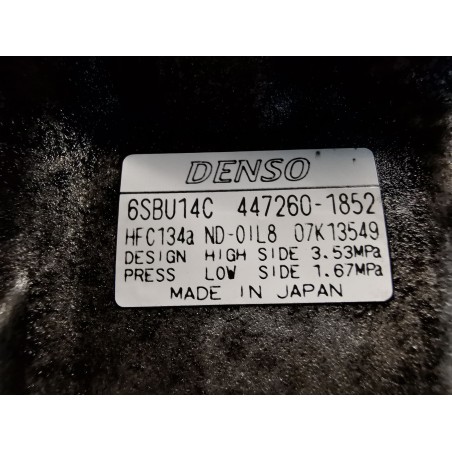 DENSO
6SBU14C 447260-1852
HFC134a ND-OIL8 07K13549
DESIGN HIGH SIDE 3.53MPa
PRESS LOW SIDE 1.67MPa
MADE IN JAPAN